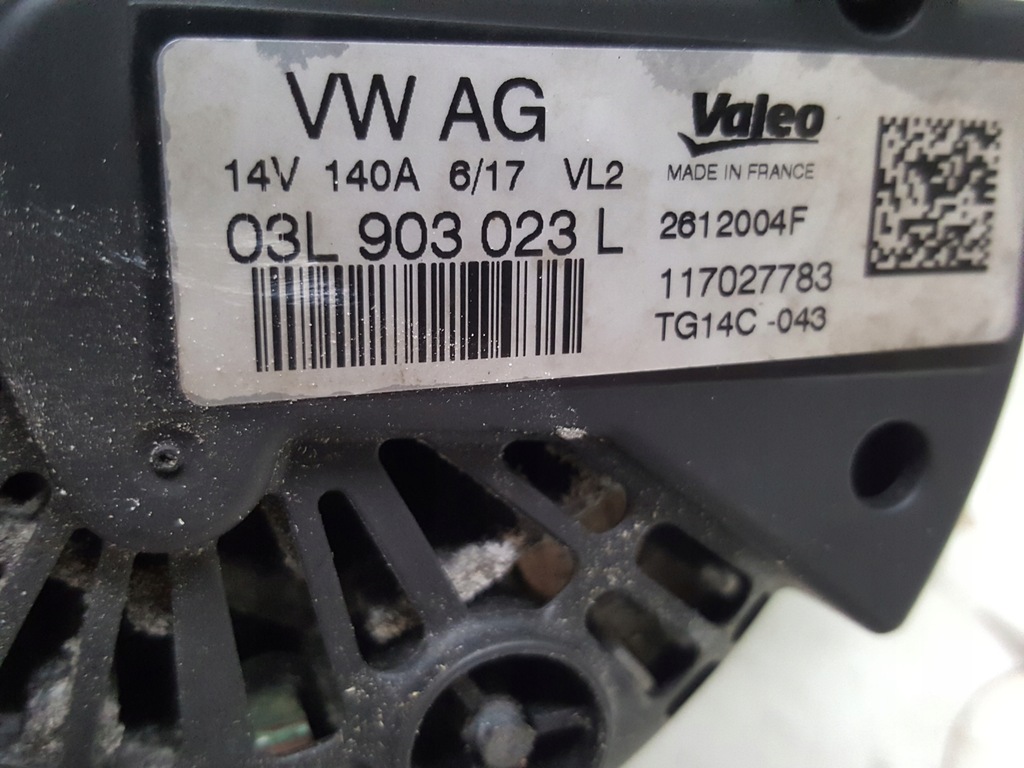 VW AG
14V 140A 6/17 VL2
03L 903 023 L
Valeo
MADE IN FRANCE
2612004F
117027783
TG14C -043